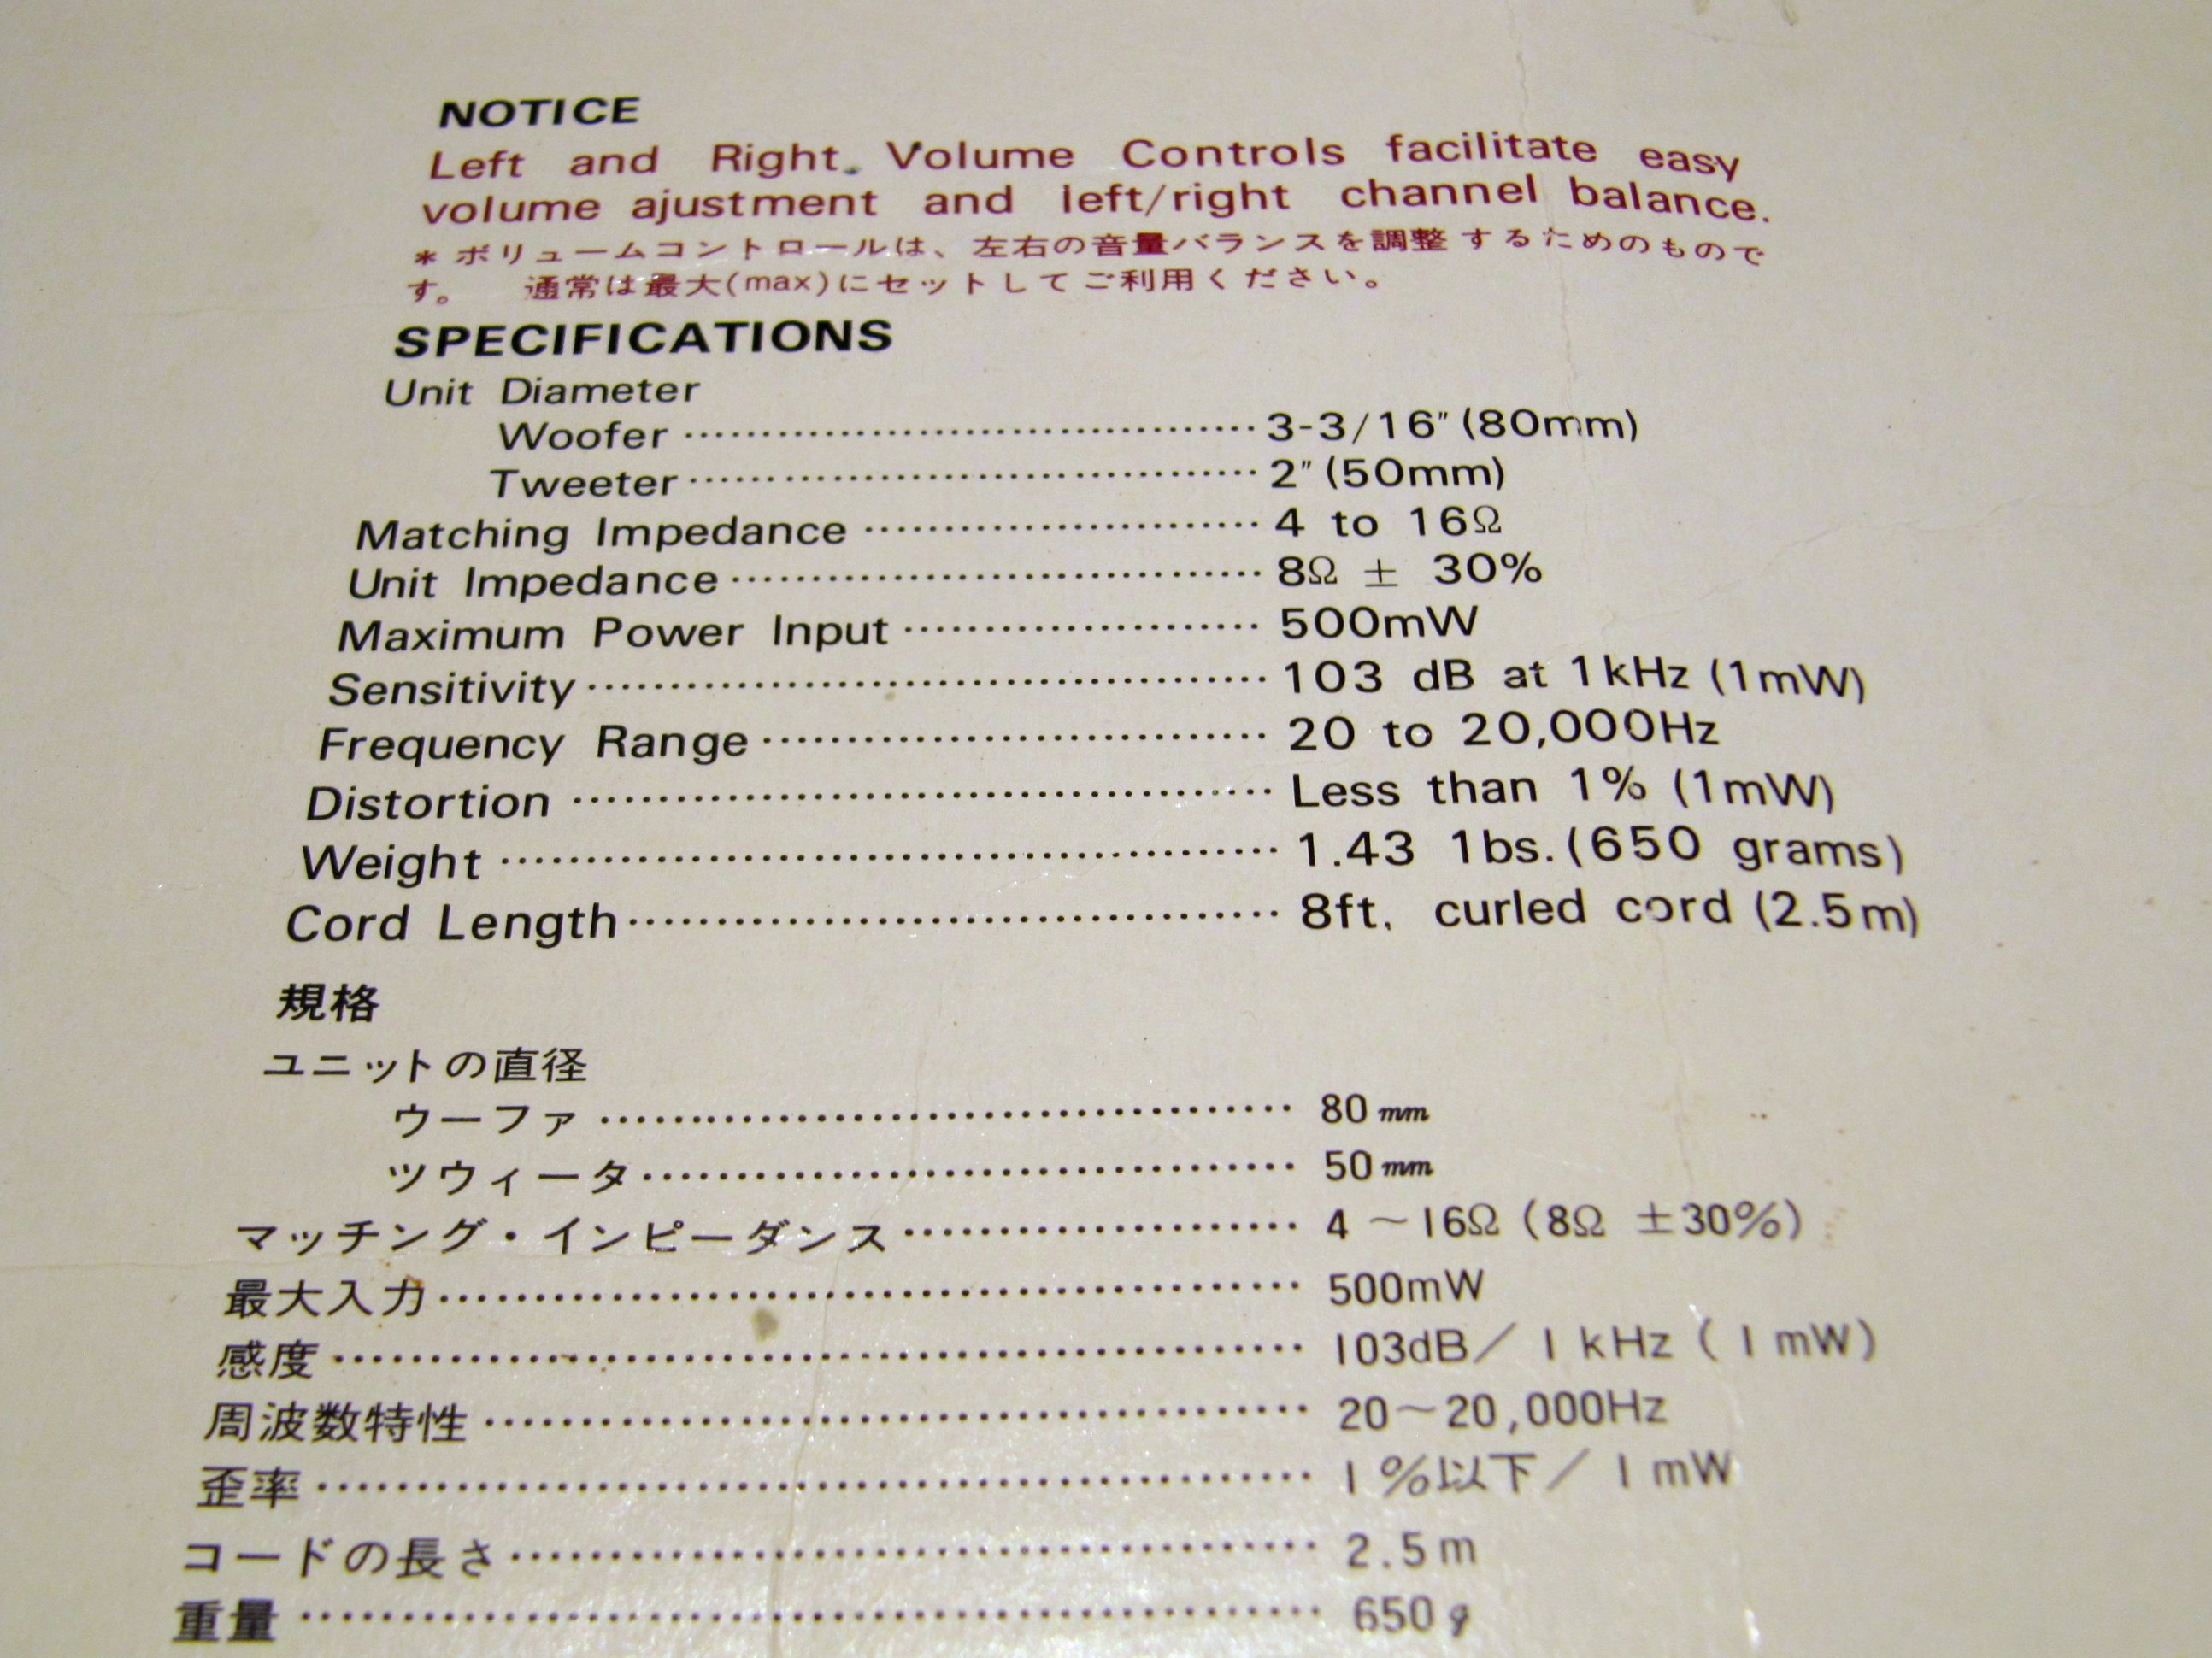 NOTICE
Left and Right Volume Controls facilitate easy
volume ajustment and left/right channel balance.
* ボリュームコントロールは、左右の音量バランスを調整するためのもので
す。 通常は最大(max)にセットしてご利用ください。
SPECIFICATIONS
Unit Diameter
Woofer ········ 3-3/16″(80mm)
Tweeter ········ 2″(50mm)
Matching Impedance ········ 4 to 16Ω
Unit Impedance ········ 8Ω ± 30%
Maximum Power Input ········ 500mW
Sensitivity ········ 103 dB at 1kHz (1mW)
Frequency Range ········ 20 to 20,000Hz
Distortion ········ Less than 1% (1mW)
Weight ········ 1.43 1bs.(650 grams)
Cord Length ········ 8ft. curled cord (2.5m)
規格
ユニットの直径
ウーファ ········ 80mm
ツウィータ ········ 50mm
マッチング・インピーダンス ········ 4 ～16Ω (8Ω ±30%)
最大入力 ········ 500mW
感度 ········ 103dB／1kHz (1mW)
周波数特性 ········ 20～20,000Hz
歪率 ········ 1%以下／1mW
コードの長さ ········ 2.5m
重量 ········ 650g